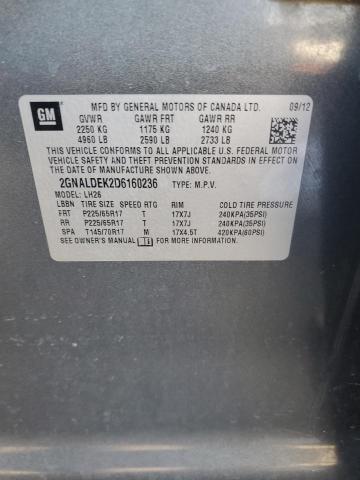 GM
MFD BY GENERAL MOTORS OF CANADA LTD. 09/12
GVWR GAWR FRT GAWR RR
2250 KG 1175 KG 1240 KG
4960 LB 2590 LB 2733 LB
THIS VEHICLE CONFORMS TO ALL APPLICABLE U.S. FEDERAL MOTOR
VEHICLE SAFETY AND THEFT PREVENTION STANDARDS IN EFFECT
ON THE DATE OF MANUFACTURE SHOWN ABOVE.
2GNALDEK2D6160236 TYPE: M.P.V.
MODEL: LH26
LBBN TIRE SIZE SPEED RTG RIM COLD TIRE PRESSURE
FRT P225/65R17 T 17X7J 240KPA(35PSI)
RR P225/65R17 T 17X7J 240KPA(35PSI)
SPA T145/70R17 M 17X4.5T 420KPA(60PSI)
SEE OWNER'S MANUAL FOR MORE INFORMATION.